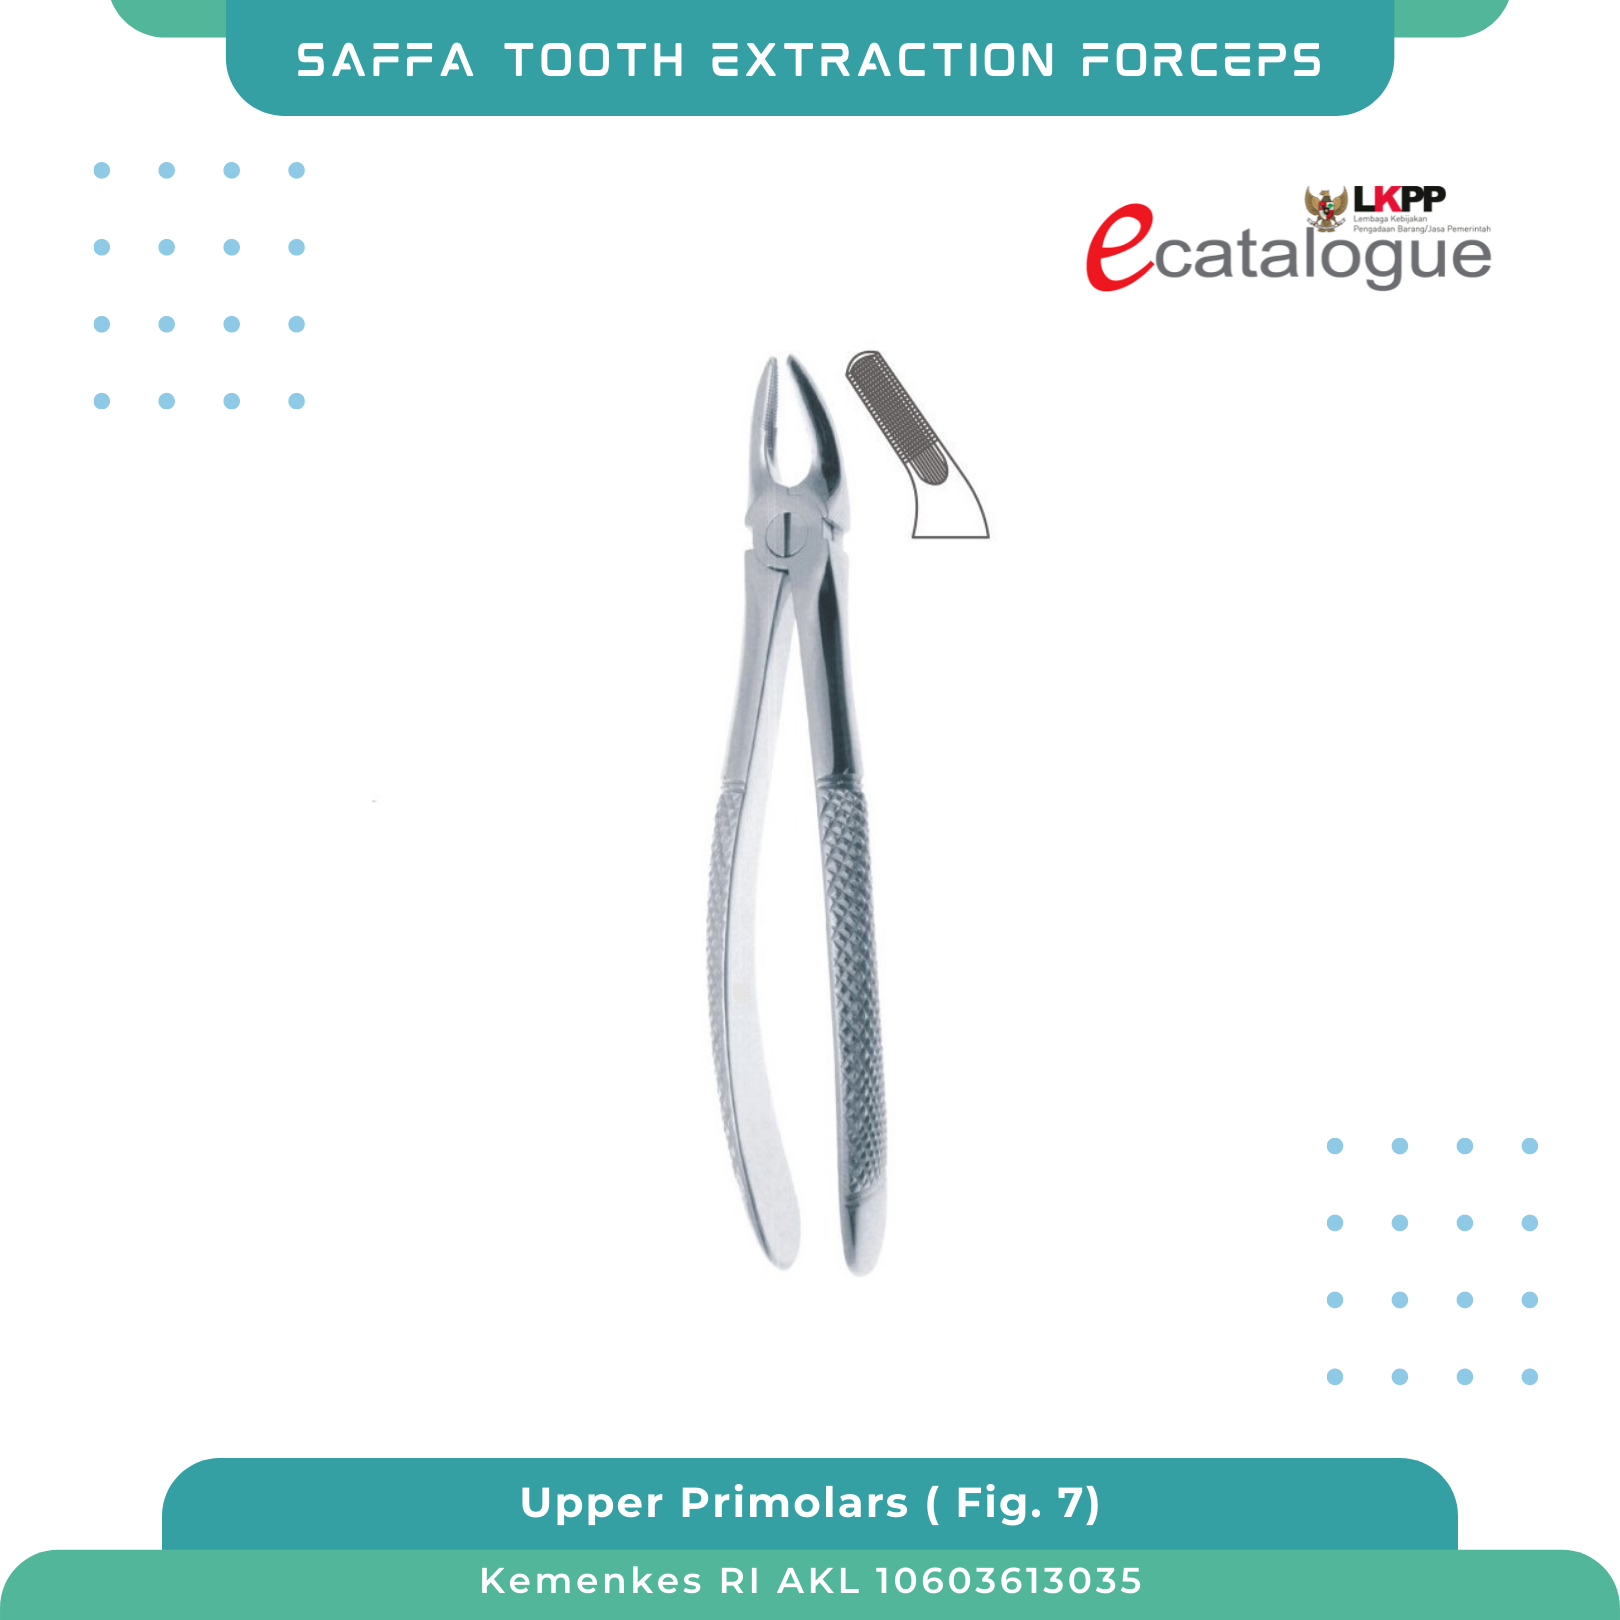 SAFFA TOOTH EXTRACTION FORCEPS
LKPP
Lembaga Kebijakan
Pengadaan Barang/Jasa Pemerintah
ecatalogue
Upper Primolars ( Fig. 7)
Kemenkes RI AKL 10603613035